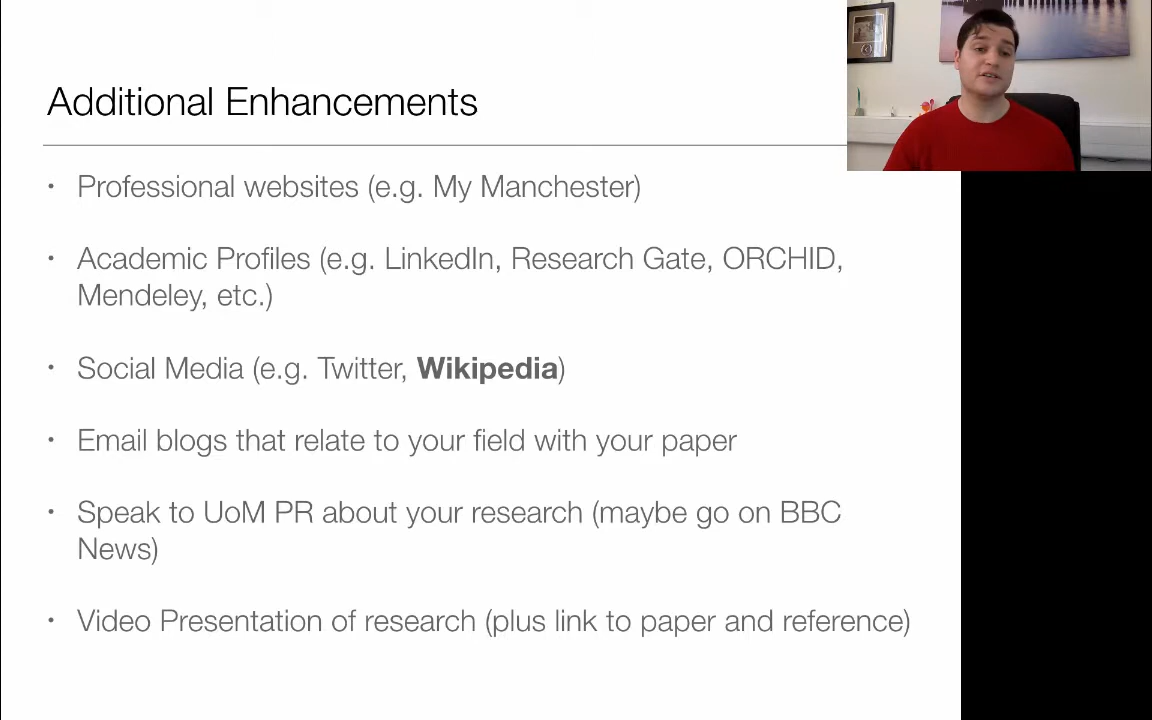 Additional Enhancements
• Professional websites (e.g. My Manchester)
• Academic Profiles (e.g. LinkedIn, Research Gate, ORCHID,
Mendeley, etc.)
• Social Media (e.g. Twitter, Wikipedia)
• Email blogs that relate to your field with your paper
• Speak to UoM PR about your research (maybe go on BBC
News)
• Video Presentation of research (plus link to paper and reference)